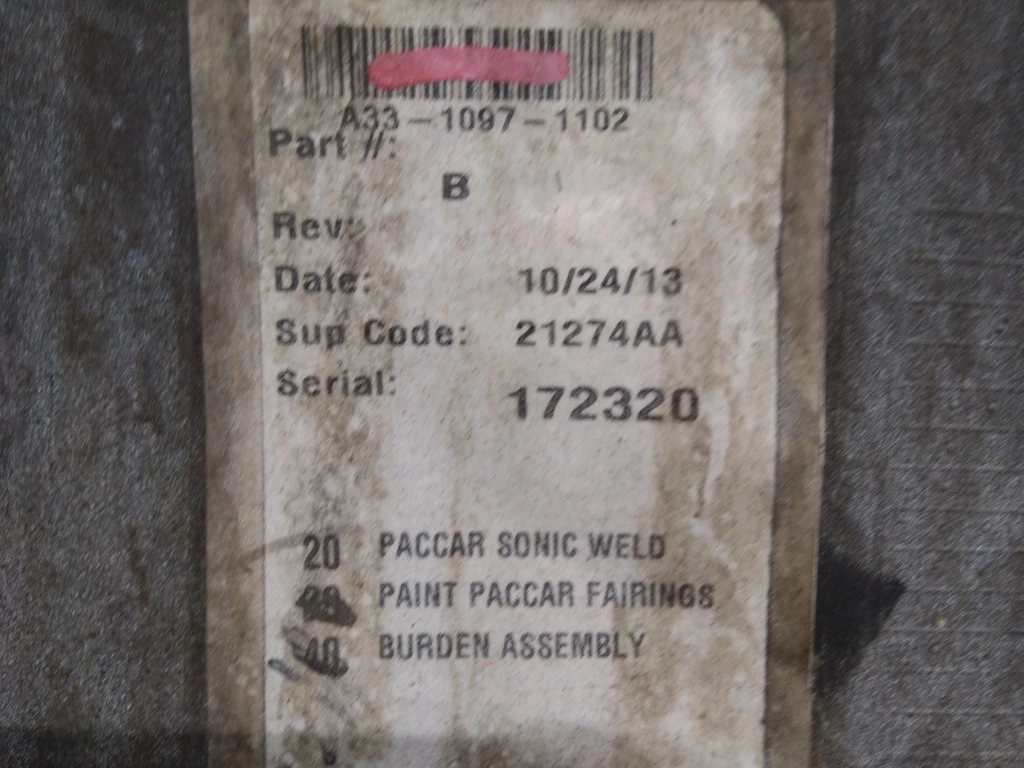 A33-1097-1102
Part #:
B
Rev:
Date: 10/24/13
Sup Code: 21274AA
Serial: 172320
20 PACCAR SONIC WELD
PAINT PACCAR FAIRINGS
40 BURDEN ASSEMBLY